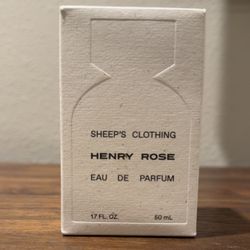 SHEEP'S CLOTHING
HENRY ROSE
EAU DE PARFUM
1.7 FL. OZ. 50 mL